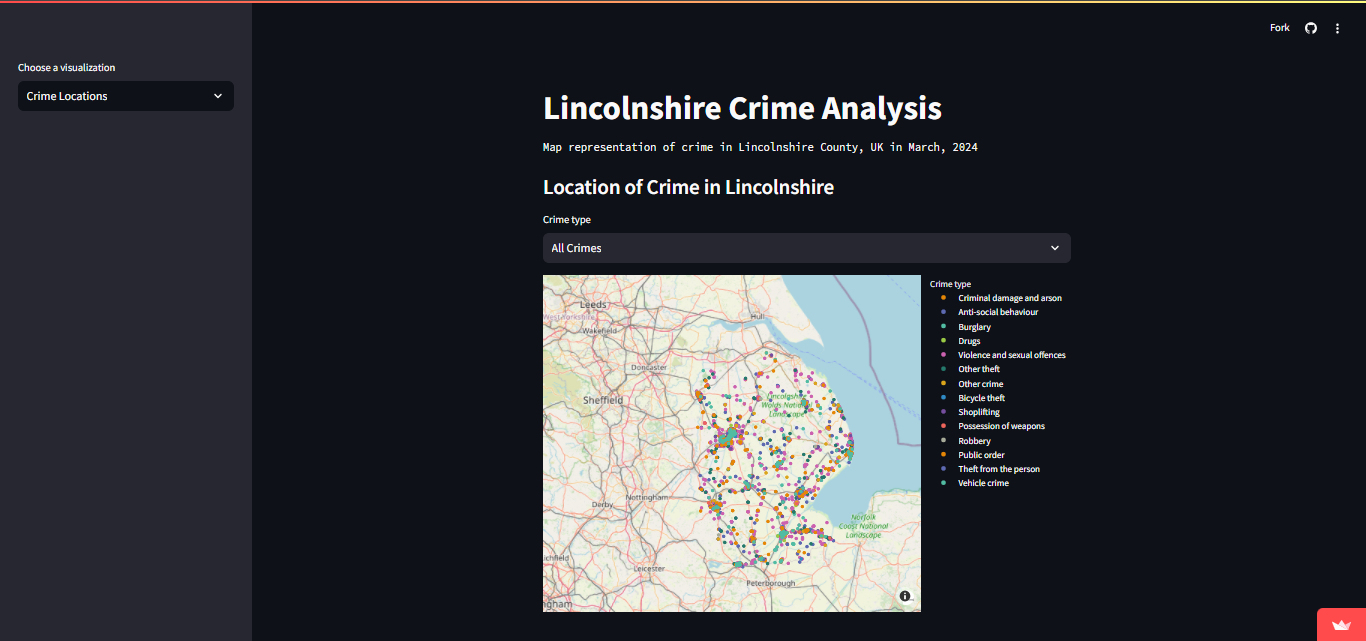 Fork
Choose a visualization
Crime Locations
Lincolnshire Crime Analysis
Map representation of crime in Lincolnshire County, UK in March, 2024
Location of Crime in Lincolnshire
Crime type
All Crimes
Crime type
Criminal damage and arson
Anti-social behaviour
Burglary
Drugs
Violence and sexual offences
Other theft
Other crime
Bicycle theft
Shoplifting
Possession of weapons
Robbery
Public order
Theft from the person
Vehicle crime
Leeds
West Yorkshire
Wakefield
Hull
Doncaster
Sheffield
Lincolnshire
Wolds National
Landscape
Nottingham
Derby
Norfolk
Coast National
Landscape
ichfield
Leicester
Peterborough
gham